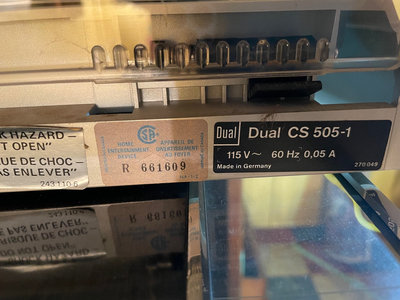 K HAZARD –
T OPEN"
QUE DE CHOC –
AS ENLEVER"
243 110 6
HOME
ENTERTAINMENT
DEVICE
APPAREIL DE
DIVERTISSEMENT
AU FOYER
R 661609
Dual
Dual CS 505-1
115 V~ 60 Hz 0,05 A
Made in Germany
270 049